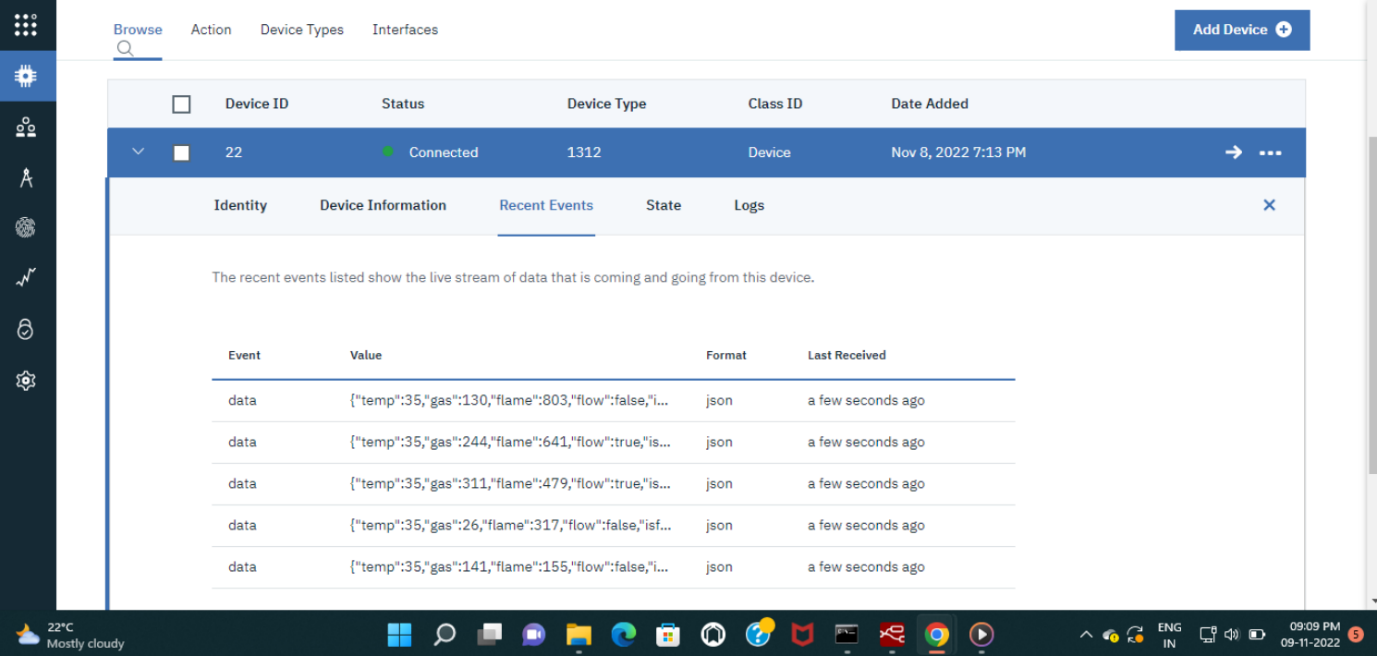 Browse Action Device Types Interfaces Add Device
Device ID Status Device Type Class ID Date Added
22 Connected 1312 Device Nov 8, 2022 7:13 PM
Identity Device Information Recent Events State Logs
The recent events listed show the live stream of data that is coming and going from this device.
Event Value Format Last Received
data {"temp":35,"gas":130,"flame":803,"flow":false,"i... json a few seconds ago
data {"temp":35,"gas":244,"flame":641,"flow":true,"is... json a few seconds ago
data {"temp":35,"gas":311,"flame":479,"flow":true,"is... json a few seconds ago
data {"temp":35,"gas":26,"flame":317,"flow":false,"isf... json a few seconds ago
data {"temp":35,"gas":141,"flame":155,"flow":false,"i... json a few seconds ago
22°C
Mostly cloudy
ENG
IN
09:09 PM
09-11-2022
5